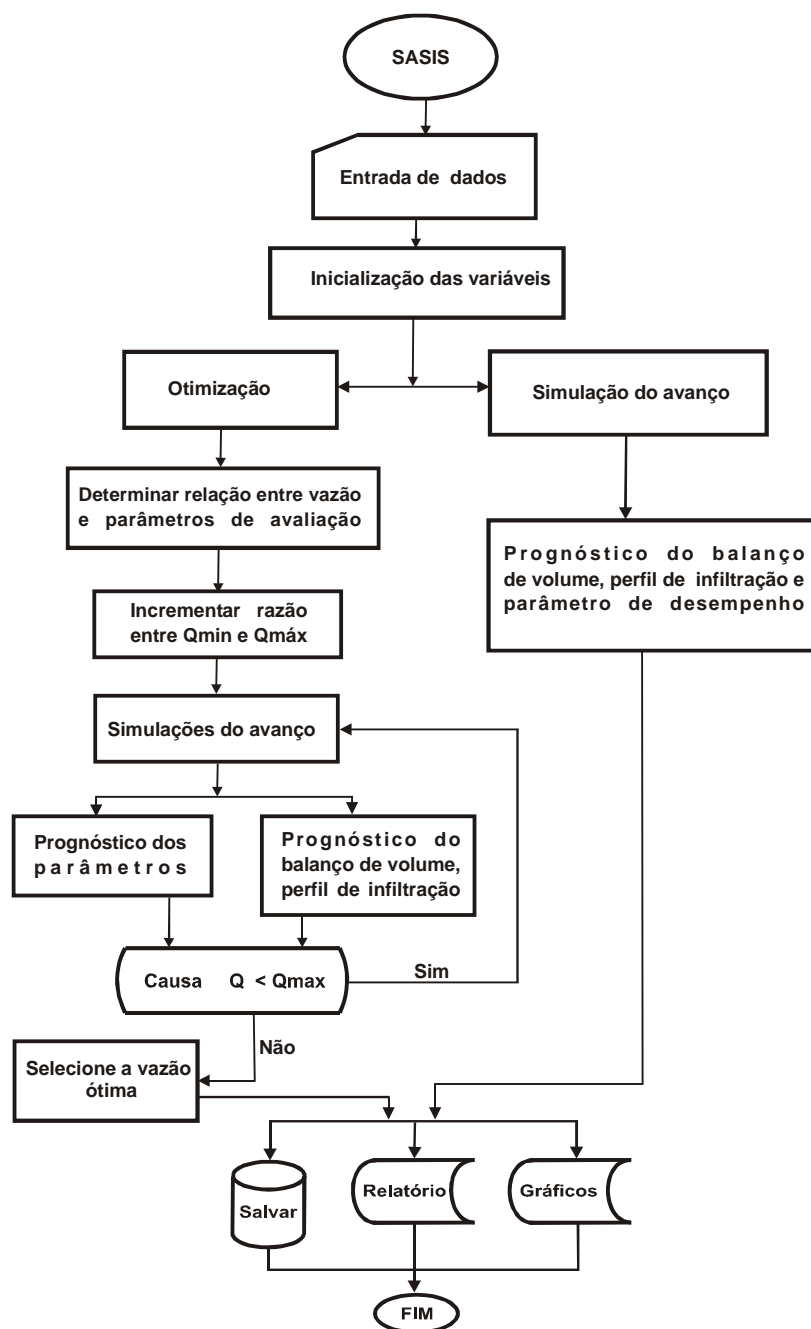 SASIS
Entrada de dados
Inicialização das variáveis
Otimização
Simulação do avanço
Determinar relação entre vazão
e parâmetros de avaliação
Prognóstico do balanço
de volume, perfil de infiltração e
parâmetro de desempenho
Incrementar razão
entre Qmin e Qmáx
Simulações do avanço
Prognóstico dos
parâmetros
Prognóstico do
balanço de volume,
perfil de infiltração
Causa Q < Qmax
Sim
Não
Selecione a vazão
ótima
Salvar
Relatório
Gráficos
FIM